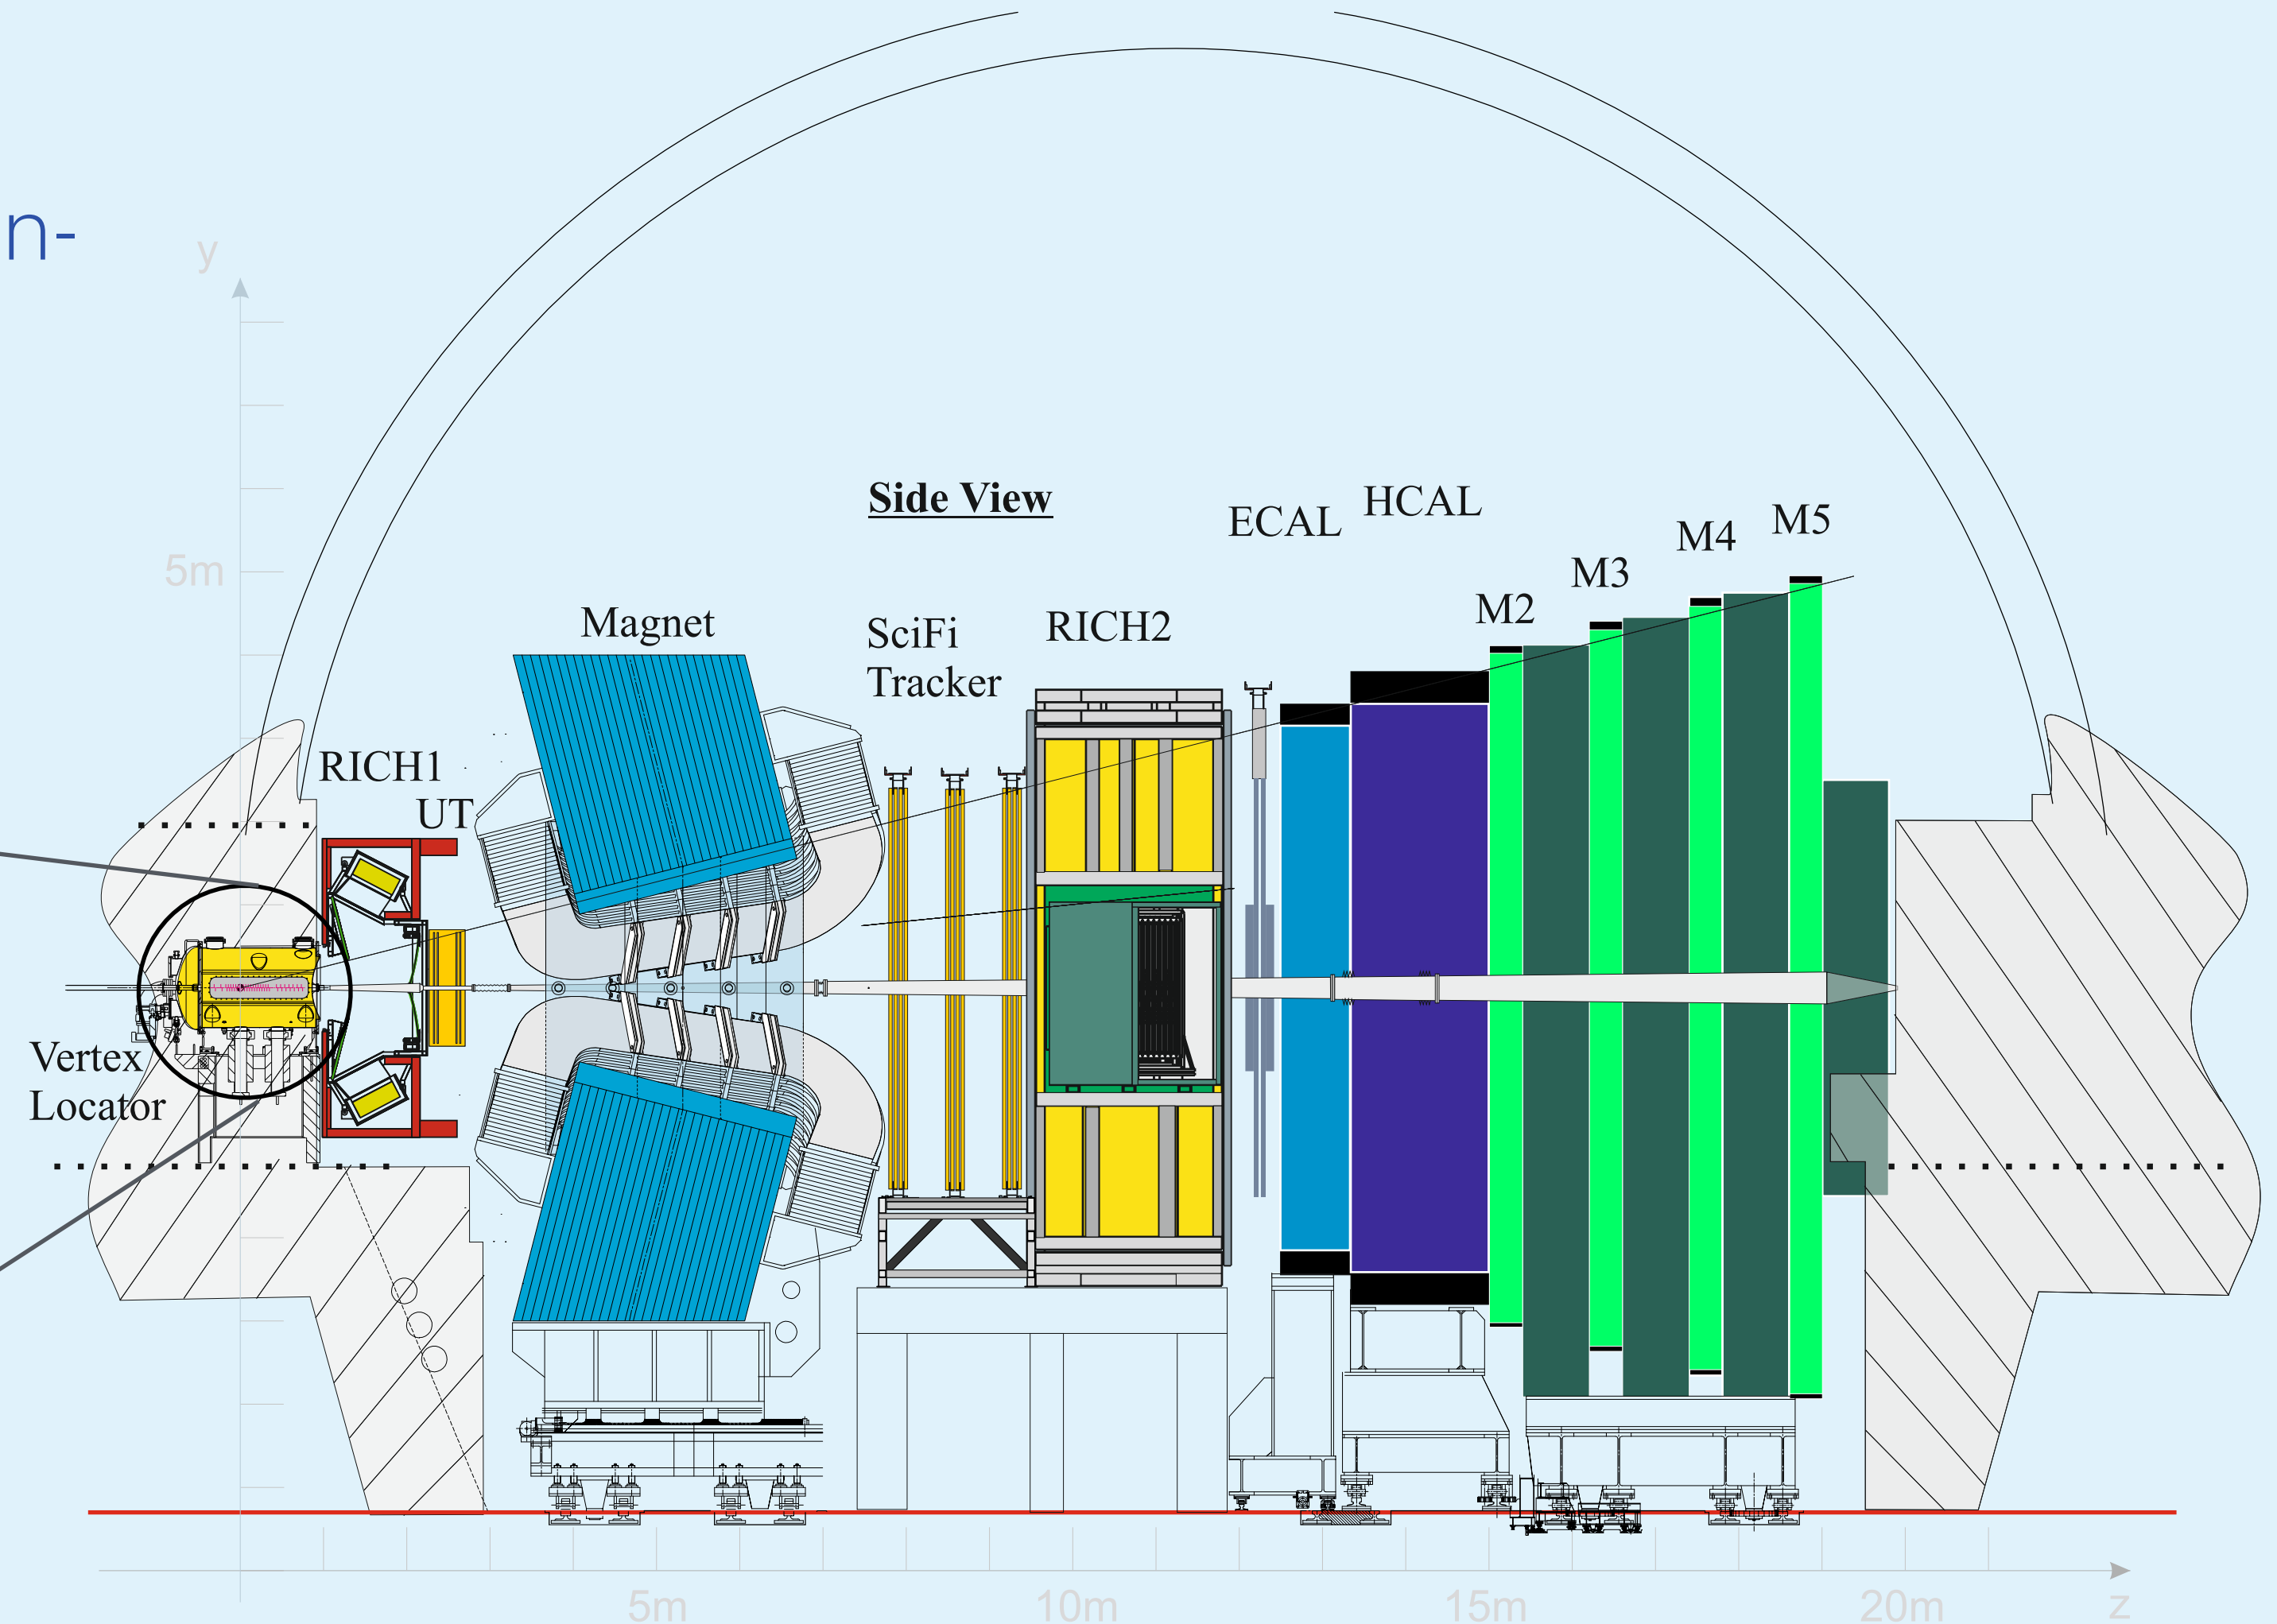 n-
y
Side View
HCAL
ECAL
M5
M4
5m
M3
M2
Magnet
SciFi
Tracker
RICH2
RICH1
UT
Vertex
Locator
5m
10m
15m
20m
z